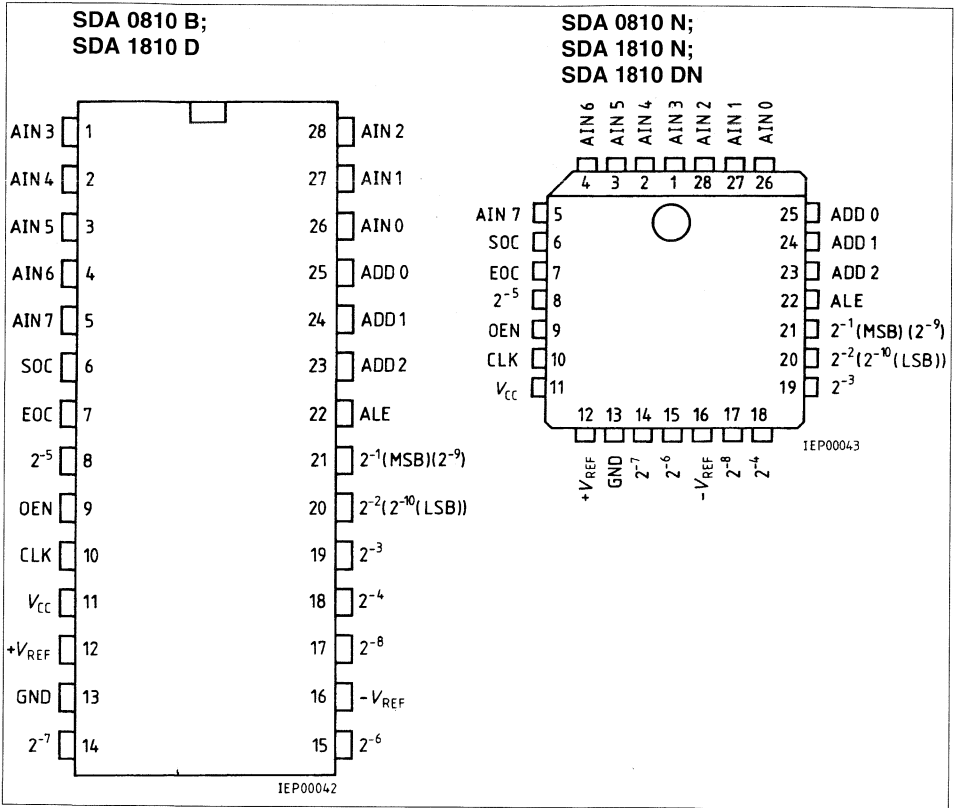 SDA 0810 B;
SDA 1810 D
AIN 3 1 28 AIN 2
AIN 4 2 27 AIN 1
AIN 5 3 26 AIN 0
AIN 6 4 25 ADD 0
AIN 7 5 24 ADD 1
SOC 6 23 ADD 2
EOC 7 22 ALE
2⁻⁵ 8 21 2⁻¹(MSB)(2⁻⁹)
OEN 9 20 2⁻²(2⁻¹⁰(LSB))
CLK 10 19 2⁻³
VCC 11 18 2⁻⁴
+VREF 12 17 2⁻⁸
GND 13 16 -VREF
2⁻⁷ 14 15 2⁻⁶
IEP00042
SDA 0810 N;
SDA 1810 N;
SDA 1810 DN
AIN 6 AIN 5 AIN 4 AIN 3 AIN 2 AIN 1 AIN 0
4 3 2 1 28 27 26
AIN 7 5 25 ADD 0
SOC 6 24 ADD 1
EOC 7 23 ADD 2
2⁻⁵ 8 22 ALE
OEN 9 21 2⁻¹(MSB)(2⁻⁹)
CLK 10 20 2⁻²(2⁻¹⁰(LSB))
VCC 11 19 2⁻³
12 13 14 15 16 17 18
+VREF GND 2⁻⁷ 2⁻⁶ -VREF 2⁻⁸ 2⁻⁴
IEP00043